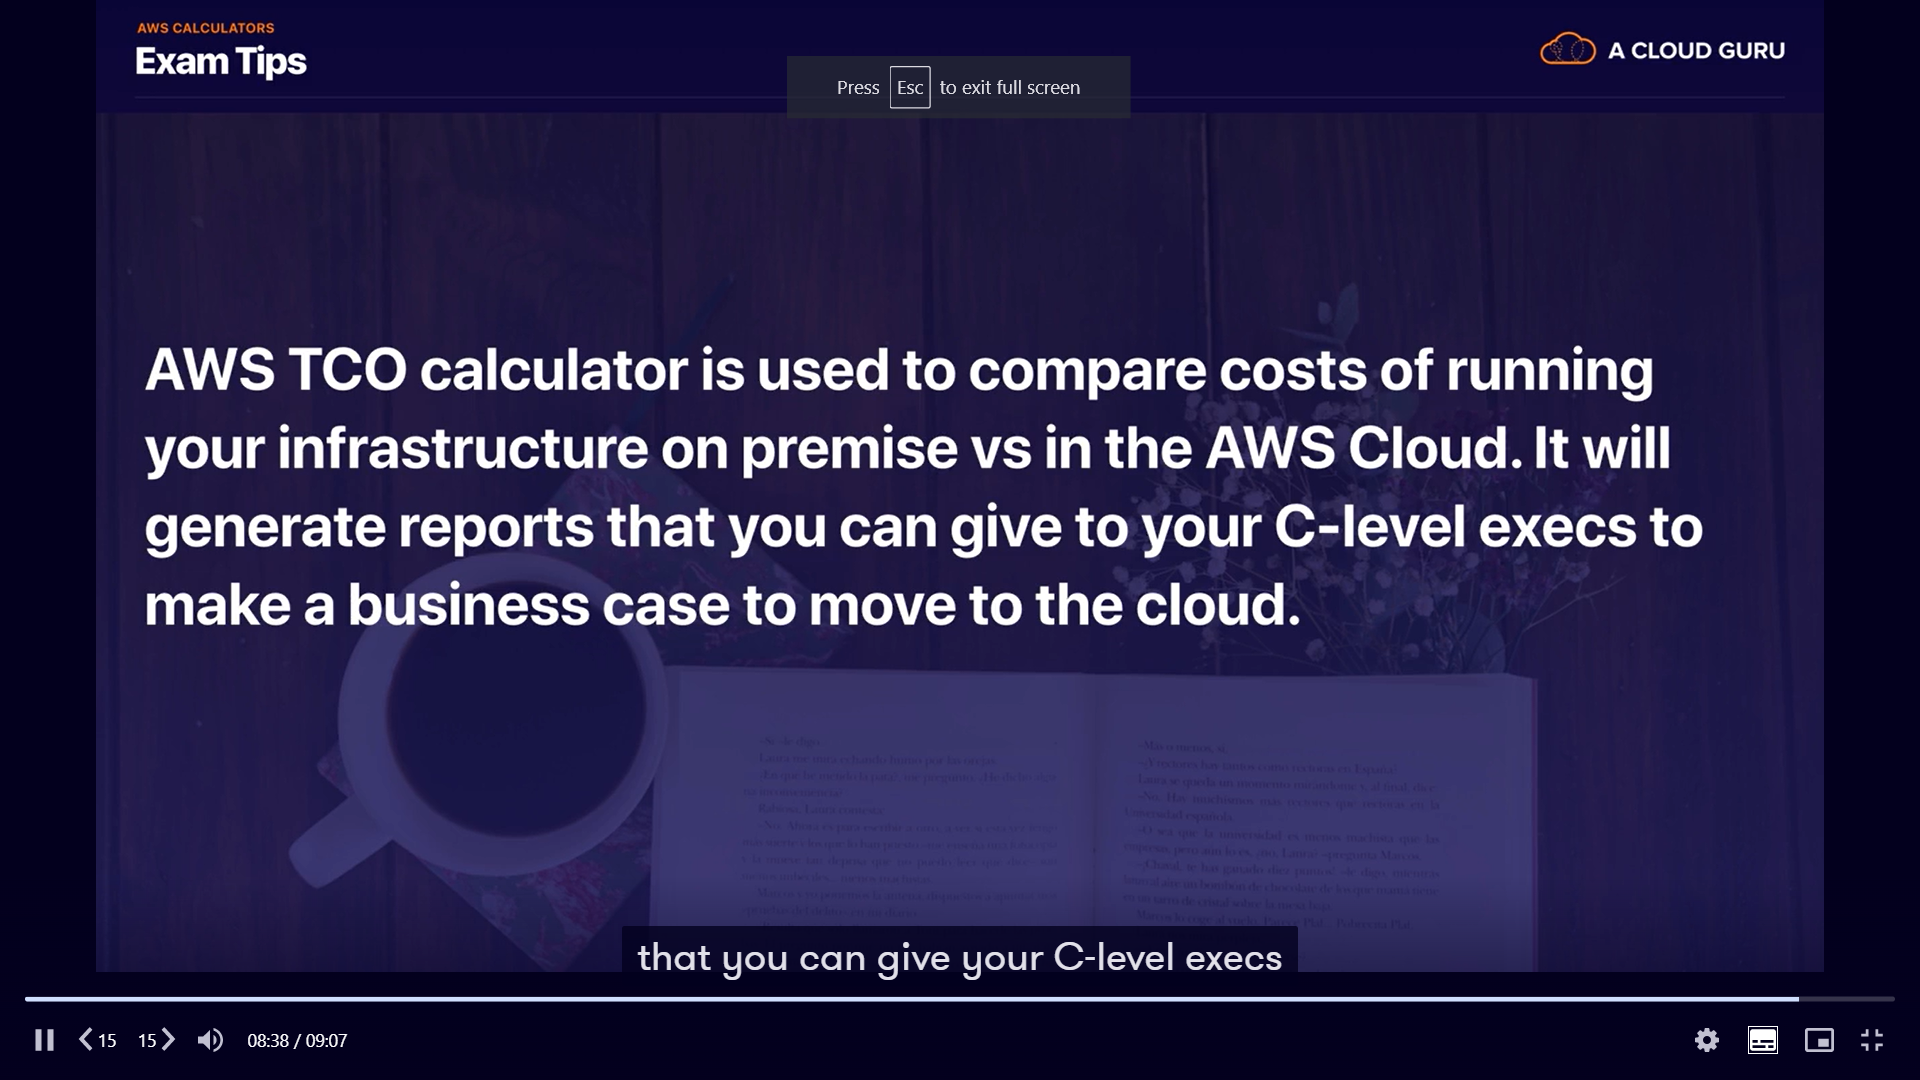 AWS CALCULATORS
Exam Tips
A CLOUD GURU
Press Esc to exit full screen
AWS TCO calculator is used to compare costs of running
your infrastructure on premise vs in the AWS Cloud. It will
generate reports that you can give to your C-level execs to
make a business case to move to the cloud.
that you can give your C-level execs
15 15 08:38 / 09:07